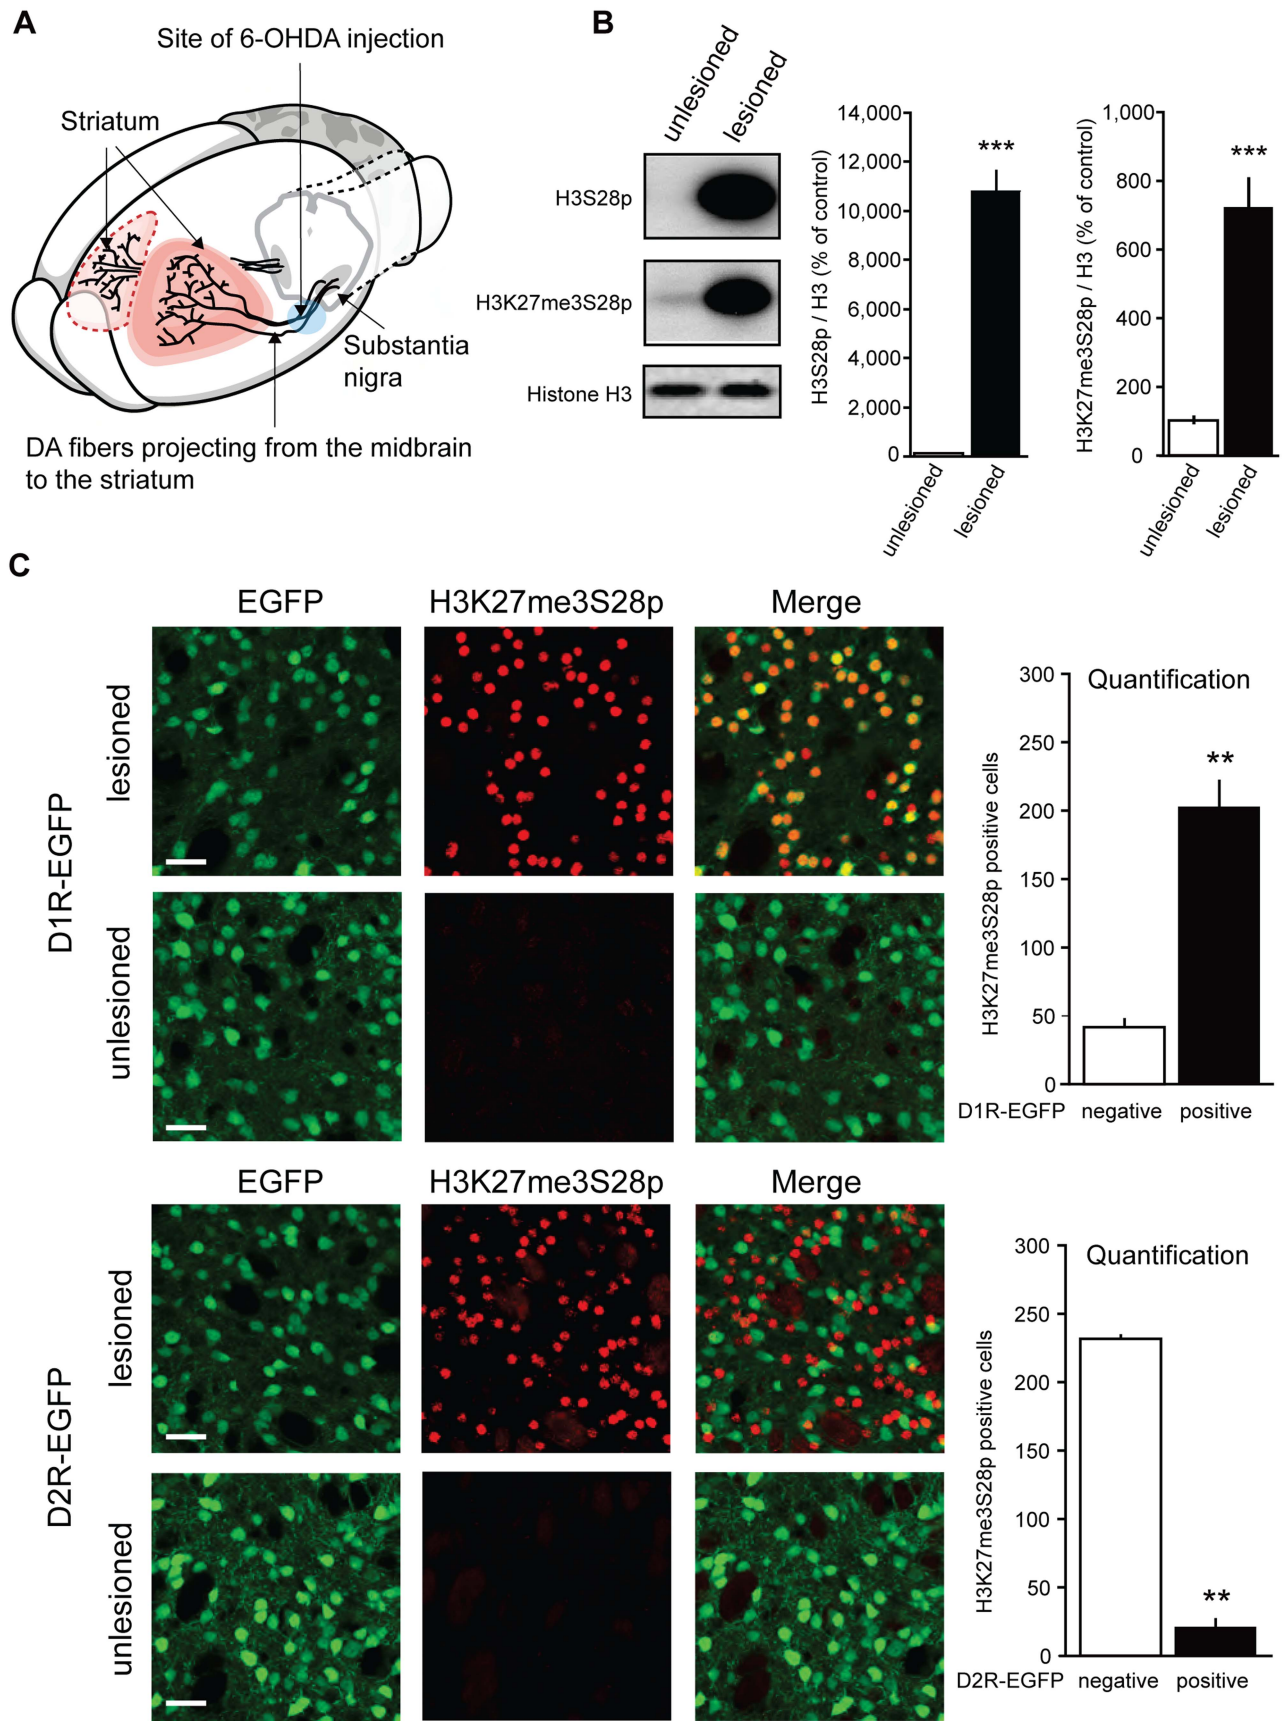 A
Site of 6-OHDA injection
Striatum
Substantia
nigra
DA fibers projecting from the midbrain
to the striatum
B
unlesioned
lesioned
H3S28p
H3K27me3S28p
Histone H3
H3S28p / H3 (% of control)
14,000
12,000
10,000
8,000
6,000
4,000
2,000
0
***
unlesioned
lesioned
H3K27me3S28p / H3 (% of control)
1,000
800
600
400
200
0
***
unlesioned
lesioned
C
EGFP
H3K27me3S28p
Merge
D1R-EGFP
lesioned
unlesioned
Quantification
H3K27me3S28p positive cells
300
250
200
150
100
50
0
**
D1R-EGFP negative positive
EGFP
H3K27me3S28p
Merge
D2R-EGFP
lesioned
unlesioned
Quantification
H3K27me3S28p positive cells
300
250
200
150
100
50
0
**
D2R-EGFP negative positive